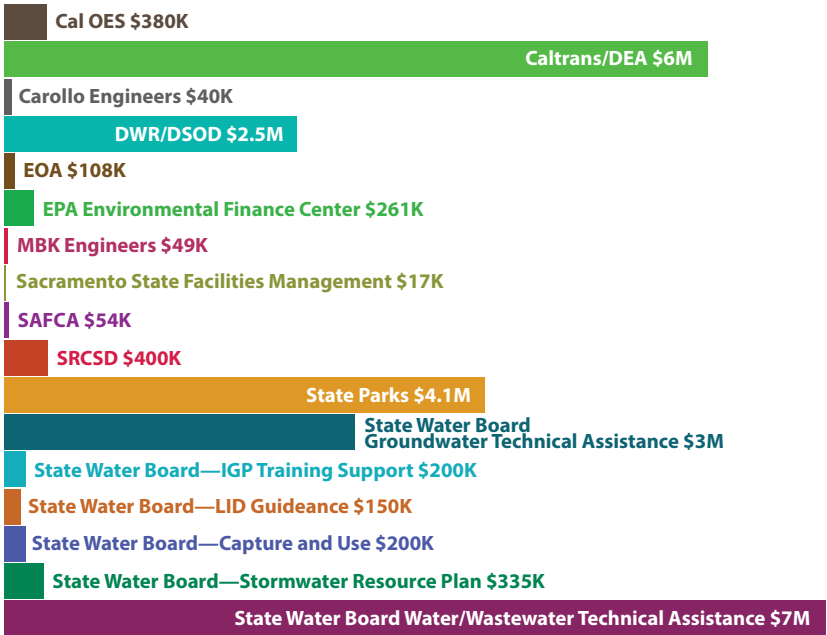 Cal OES $380K
Caltrans/DEA $6M
Carollo Engineers $40K
DWR/DSOD $2.5M
EOA $108K
EPA Environmental Finance Center $261K
MBK Engineers $49K
Sacramento State Facilities Management $17K
SAFCA $54K
SRCSD $400K
State Parks $4.1M
State Water Board
Groundwater Technical Assistance $3M
State Water Board—IGP Training Support $200K
State Water Board—LID Guideance $150K
State Water Board—Capture and Use $200K
State Water Board—Stormwater Resource Plan $335K
State Water Board Water/Wastewater Technical Assistance $7M